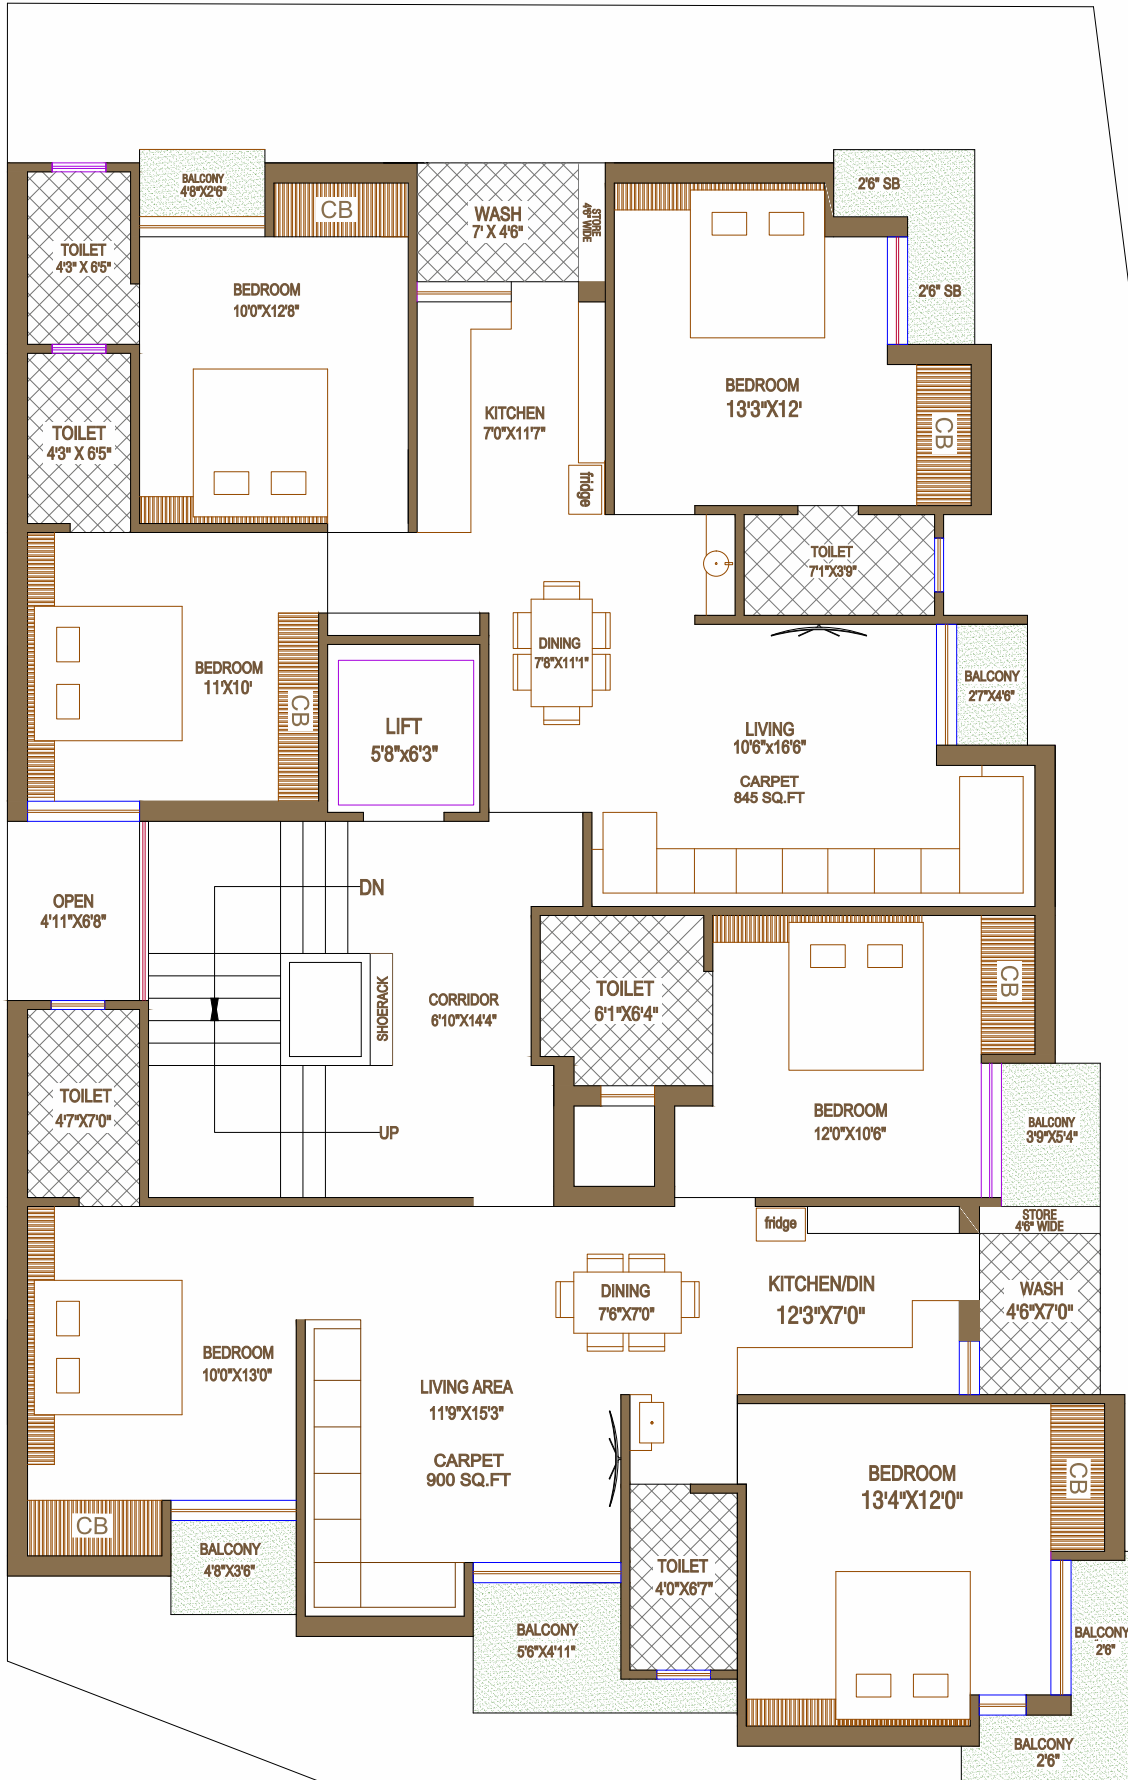 BALCONY
4'8"X2'6"
CB
TOILET
4'3" X 6'5"
BEDROOM
10'0"X12'8"
WASH
7' X 4'6"
STORE
4'6" WIDE
2'6" SB
2'6" SB
TOILET
4'3" X 6'5"
KITCHEN
7'0"X11'7"
fridge
BEDROOM
13'3"X12'
CB
TOILET
7'1"X3'9"
BEDROOM
11'X10'
CB
DINING
7'8"X11'1"
LIFT
5'8"x6'3"
LIVING
10'6"x16'6"
CARPET
845 SQ.FT
BALCONY
2'7"X4'6"
OPEN
4'11"X6'8"
DN
SHOERACK
CORRIDOR
6'10"X14'4"
UP
TOILET
6'1"X6'4"
CB
BEDROOM
12'0"X10'6"
TOILET
4'7"X7'0"
BALCONY
3'9"X5'4"
fridge
STORE
4'6" WIDE
KITCHEN/DIN
12'3"X7'0"
WASH
4'6"X7'0"
DINING
7'6"X7'0"
BEDROOM
10'0"X13'0"
LIVING AREA
11'9"X15'3"
CARPET
900 SQ.FT
CB
BALCONY
4'8"X3'6"
BEDROOM
13'4"X12'0"
CB
TOILET
4'0"X6'7"
BALCONY
5'6"X4'11"
BALCONY
2'6"
BALCONY
2'6"